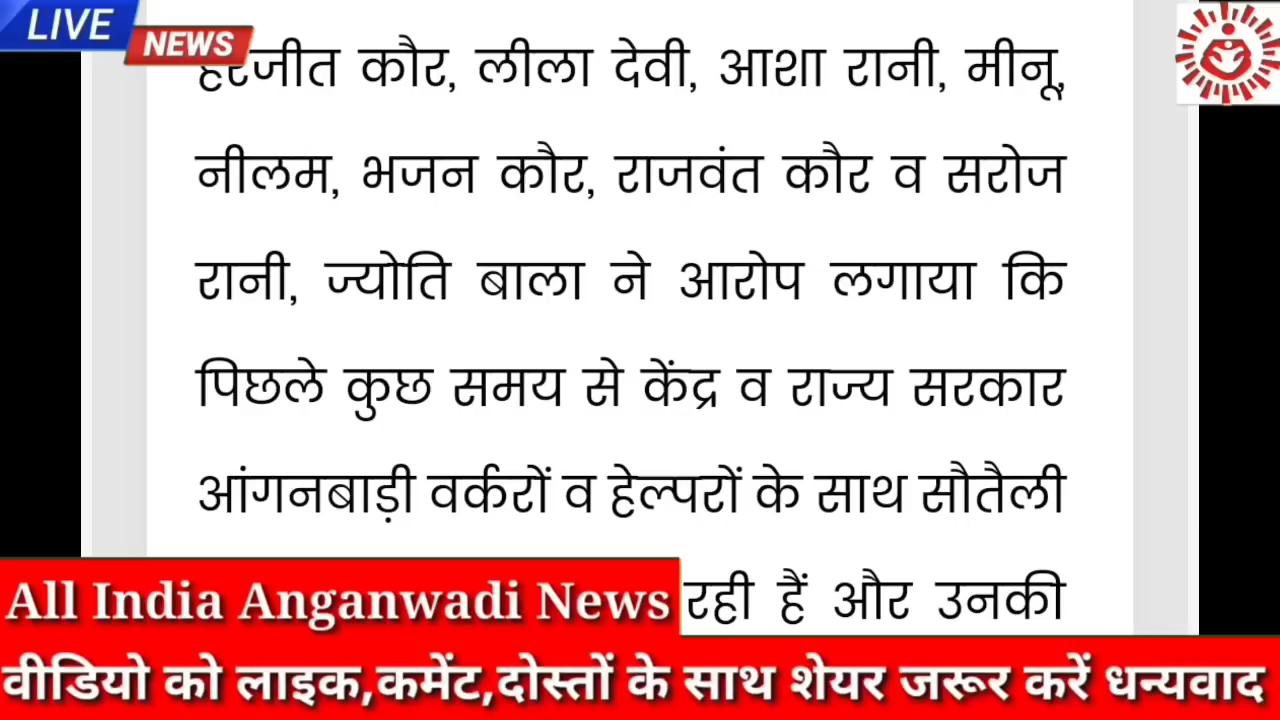 LIVE
NEWS
हरजीत कौर, लीला देवी, आशा रानी, मीनू,
नीलम, भजन कौर, राजवंत कौर व सरोज
रानी, ज्योति बाला ने आरोप लगाया कि
पिछले कुछ समय से केंद्र व राज्य सरकार
आंगनबाड़ी वर्करों व हेल्परों के साथ सौतैली
रही हैं और उनकी
All India Anganwadi News
वीडियो को लाइक,कमेंट,दोस्तों के साथ शेयर जरूर करें धन्यवाद